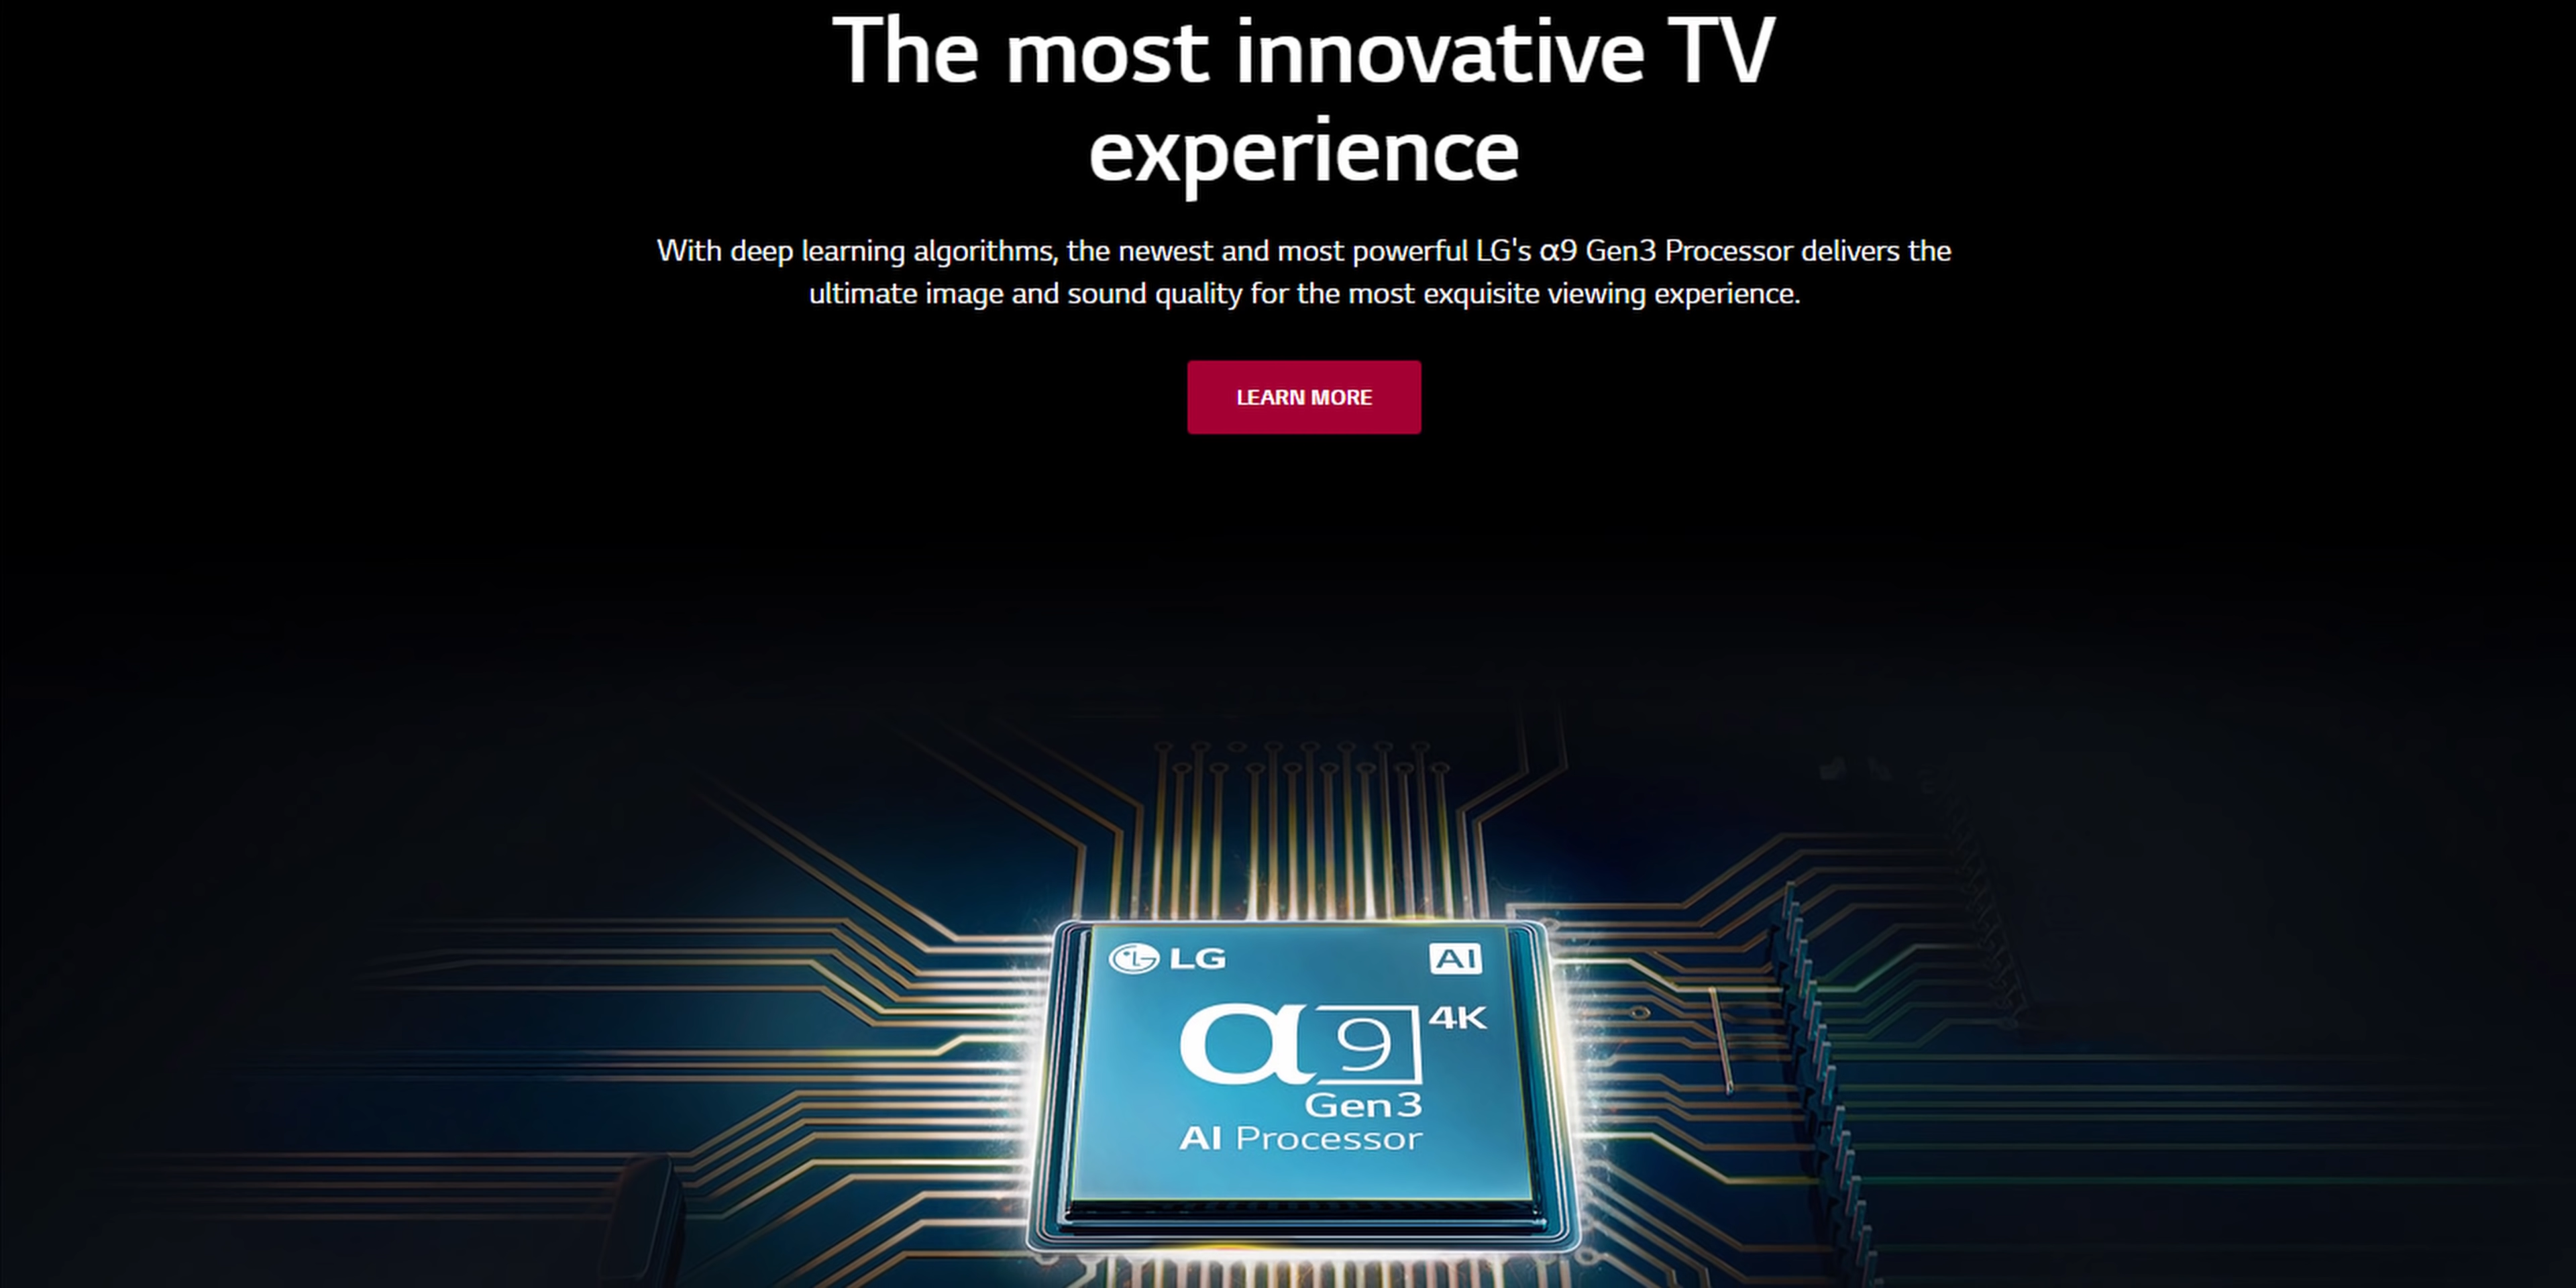 The most innovative TV
experience
With deep learning algorithms, the newest and most powerful LG's α9 Gen3 Processor delivers the
ultimate image and sound quality for the most exquisite viewing experience.
LEARN MORE
LG AI
α9 4K
Gen3
AI Processor